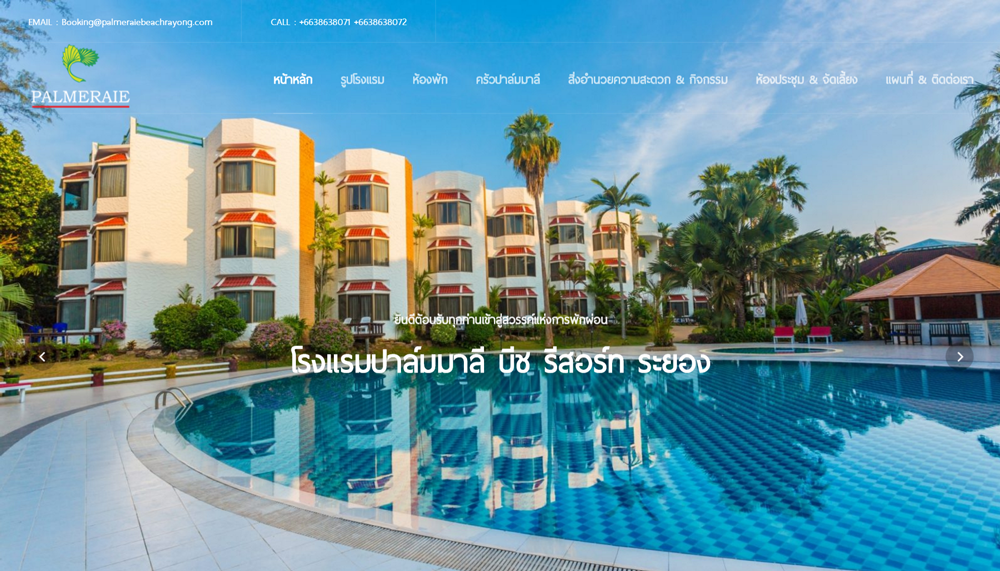 EMAIL : Booking@palmeraiebeachrayong.com
CALL : +6638638071 +6638638072
PALMERAIE
หน้าหลัก
รูปโรงแรม
ห้องพัก
ครัวปาล์มมาลี
สิ่งอำนวยความสะดวก & กิจกรรม
ห้องประชุม & จัดเลี้ยง
แผนที่ & ติดต่อเรา
ยินดีต้อนรับทุกท่านเข้าสู่สวรรค์แห่งการพักผ่อน
โรงแรมปาล์มมาลี บีช รีสอร์ท ระยอง